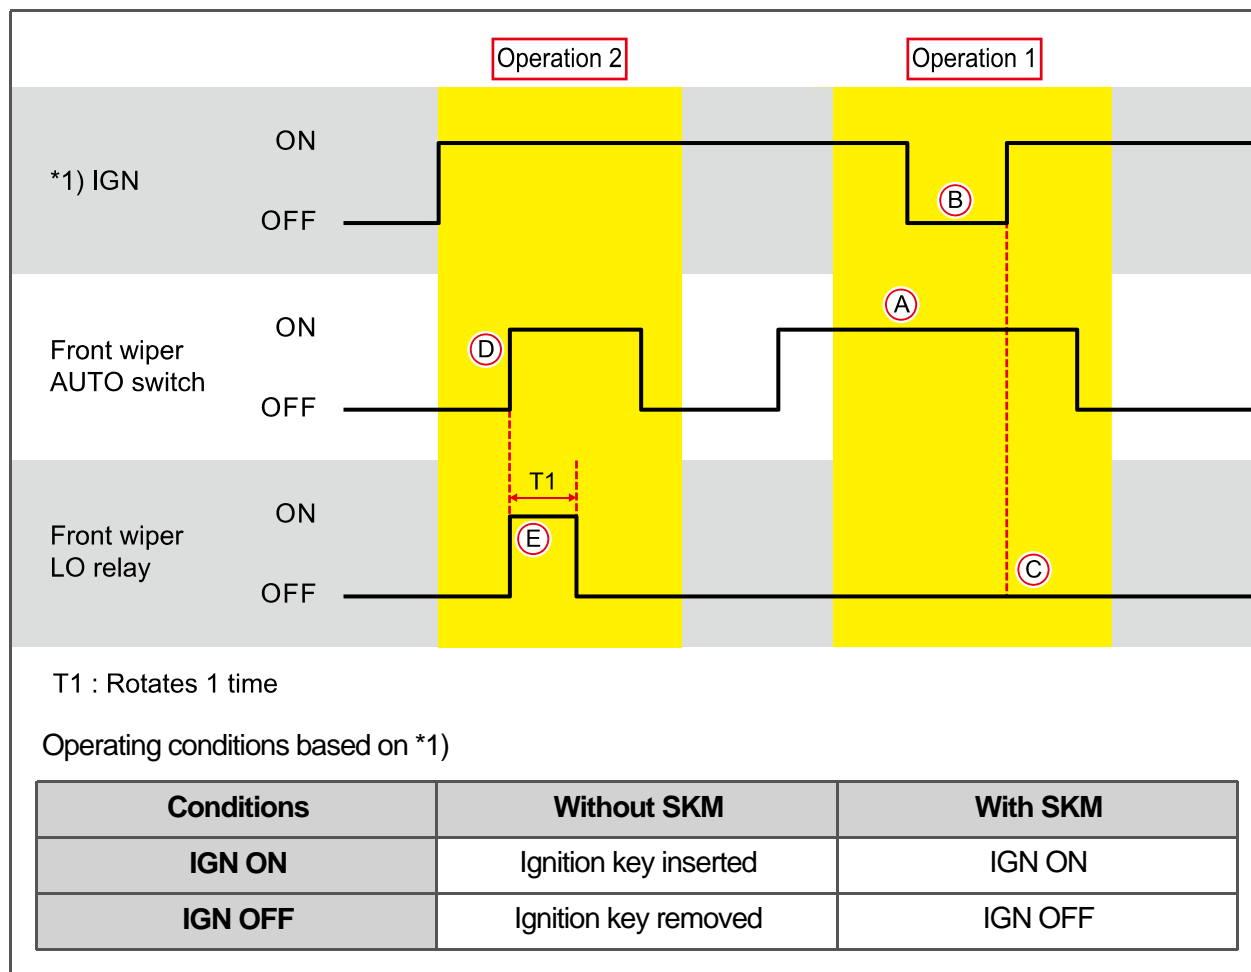 Operation 2
Operation 1
*1) IGN
ON
OFF
B
Front wiper
AUTO switch
ON
OFF
D
A
Front wiper
LO relay
ON
OFF
T1
E
C
T1 : Rotates 1 time
Operating conditions based on *1)
Conditions Without SKM With SKM
IGN ON Ignition key inserted IGN ON
IGN OFF Ignition key removed IGN OFF